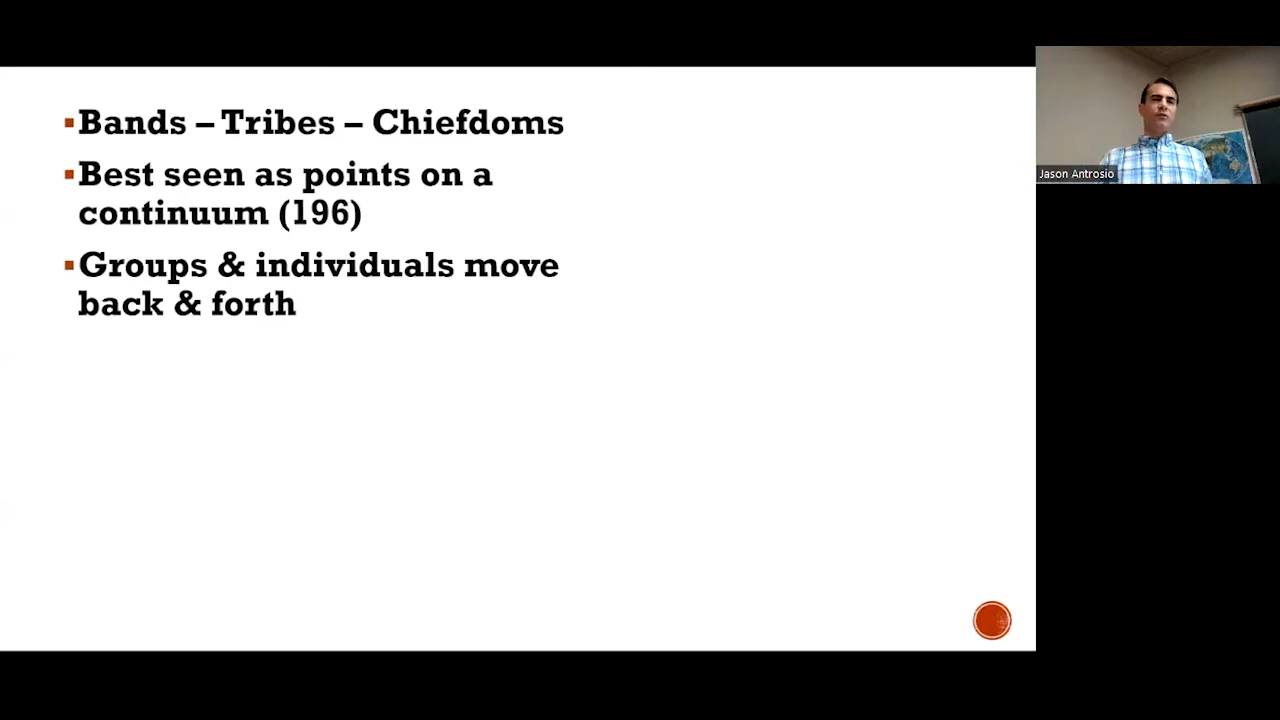 Bands – Tribes – Chiefdoms
Best seen as points on a
continuum (196)
Groups & individuals move
back & forth
Jason Antrosio